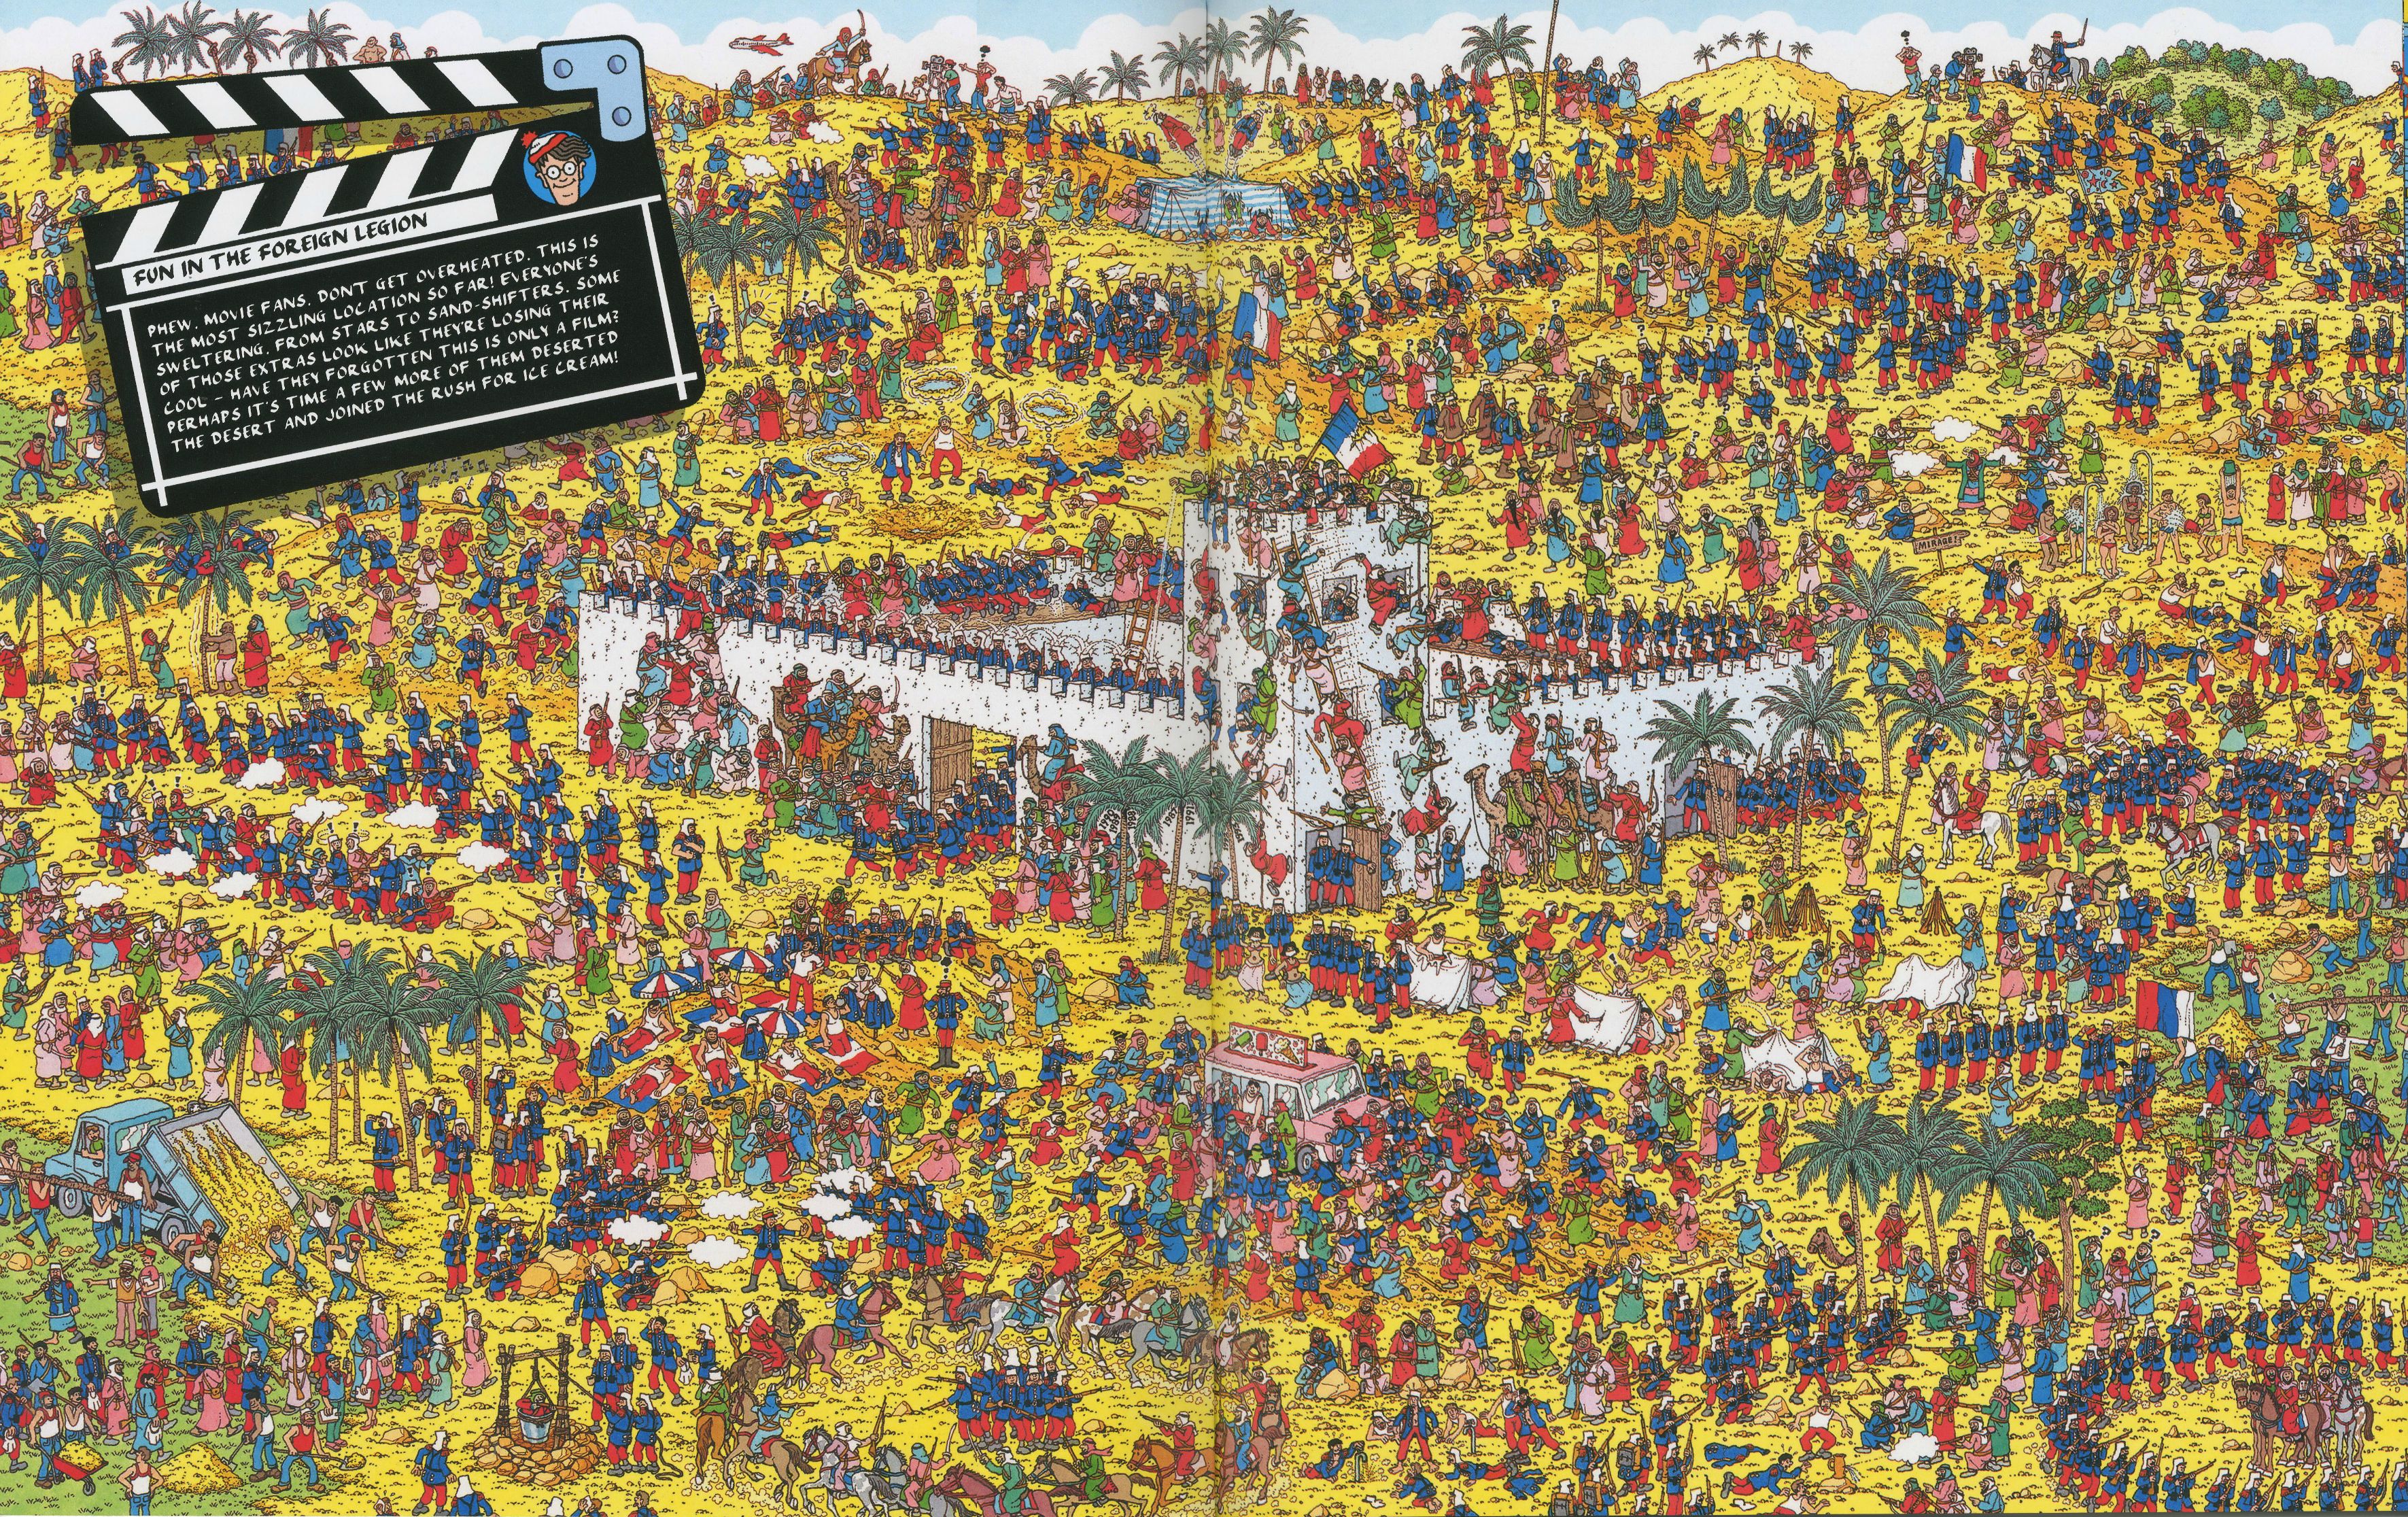 FUN IN THE FOREIGN LEGION
PHEW, MOVIE FANS, DON'T GET OVERHEATED. THIS IS
THE MOST SIZZLING LOCATION SO FAR! EVERYONE'S
SWELTERING, FROM STARS TO SAND-SHIFTERS. SOME
OF THOSE EXTRAS LOOK LIKE THEY'RE LOSING THEIR
COOL – HAVE THEY FORGOTTEN THIS IS ONLY A FILM?
PERHAPS IT'S TIME A FEW MORE OF THEM DESERTED
THE DESERT AND JOINED THE RUSH FOR ICE CREAM!
MIRAGE!